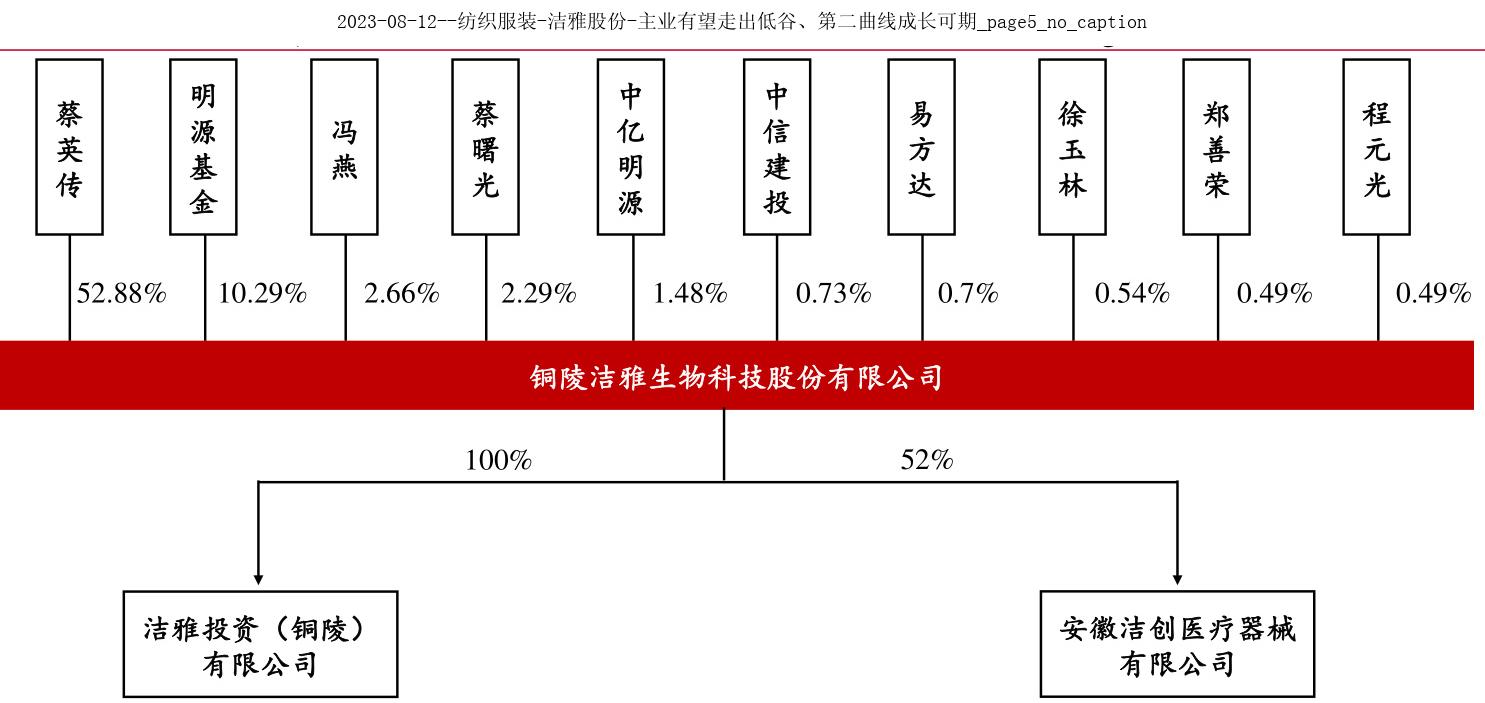 2023-08-12--纺织服装-洁雅股份-主业有望走出低谷、第二曲线成长可期_page5_no_caption
蔡英传
明源基金
冯燕
蔡曙光
中亿明源
中信建投
易方达
徐玉林
郑善荣
程元光
52.88%
10.29%
2.66%
2.29%
1.48%
0.73%
0.7%
0.54%
0.49%
0.49%
铜陵洁雅生物科技股份有限公司
100%
52%
洁雅投资（铜陵）
有限公司
安徽洁创医疗器械
有限公司